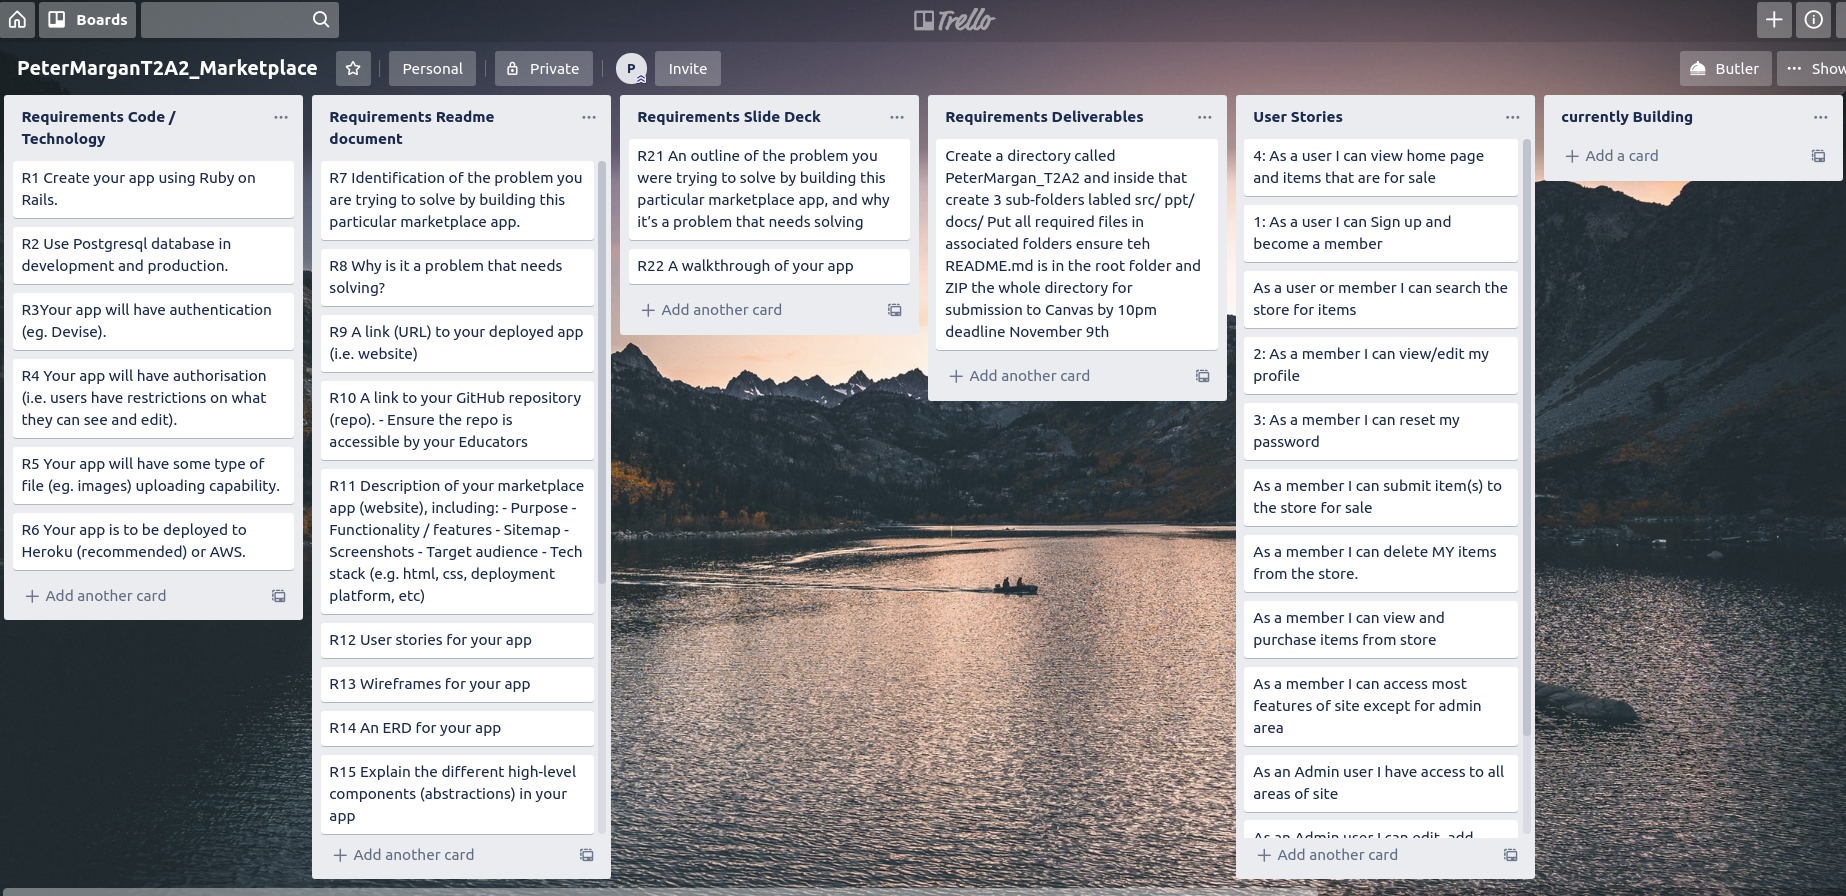 Boards
Trello
PeterMarganT2A2_Marketplace
Personal
Private
P
Invite
Butler
Show
Requirements Code /
Technology
R1 Create your app using Ruby on
Rails.
R2 Use Postgresql database in
development and production.
R3Your app will have authentication
(eg. Devise).
R4 Your app will have authorisation
(i.e. users have restrictions on what
they can see and edit).
R5 Your app will have some type of
file (eg. images) uploading capability.
R6 Your app is to be deployed to
Heroku (recommended) or AWS.
Add another card
Requirements Readme
document
R7 Identification of the problem you
are trying to solve by building this
particular marketplace app.
R8 Why is it a problem that needs
solving?
R9 A link (URL) to your deployed app
(i.e. website)
R10 A link to your GitHub repository
(repo). - Ensure the repo is
accessible by your Educators
R11 Description of your marketplace
app (website), including: - Purpose -
Functionality / features - Sitemap -
Screenshots - Target audience - Tech
stack (e.g. html, css, deployment
platform, etc)
R12 User stories for your app
R13 Wireframes for your app
R14 An ERD for your app
R15 Explain the different high-level
components (abstractions) in your
app
Add another card
Requirements Slide Deck
R21 An outline of the problem you
were trying to solve by building this
particular marketplace app, and why
it’s a problem that needs solving
R22 A walkthrough of your app
Add another card
Requirements Deliverables
Create a directory called
PeterMargan_T2A2 and inside that
create 3 sub-folders labled src/ ppt/
docs/ Put all required files in
associated folders ensure teh
README.md is in the root folder and
ZIP the whole directory for
submission to Canvas by 10pm
deadline November 9th
Add another card
User Stories
4: As a user I can view home page
and items that are for sale
1: As a user I can Sign up and
become a member
As a user or member I can search the
store for items
2: As a member I can view/edit my
profile
3: As a member I can reset my
password
As a member I can submit item(s) to
the store for sale
As a member I can delete MY items
from the store.
As a member I can view and
purchase items from store
As a member I can access most
features of site except for admin
area
As an Admin user I have access to all
areas of site
As an Admin user I can edit, add
Add another card
currently Building
Add a card